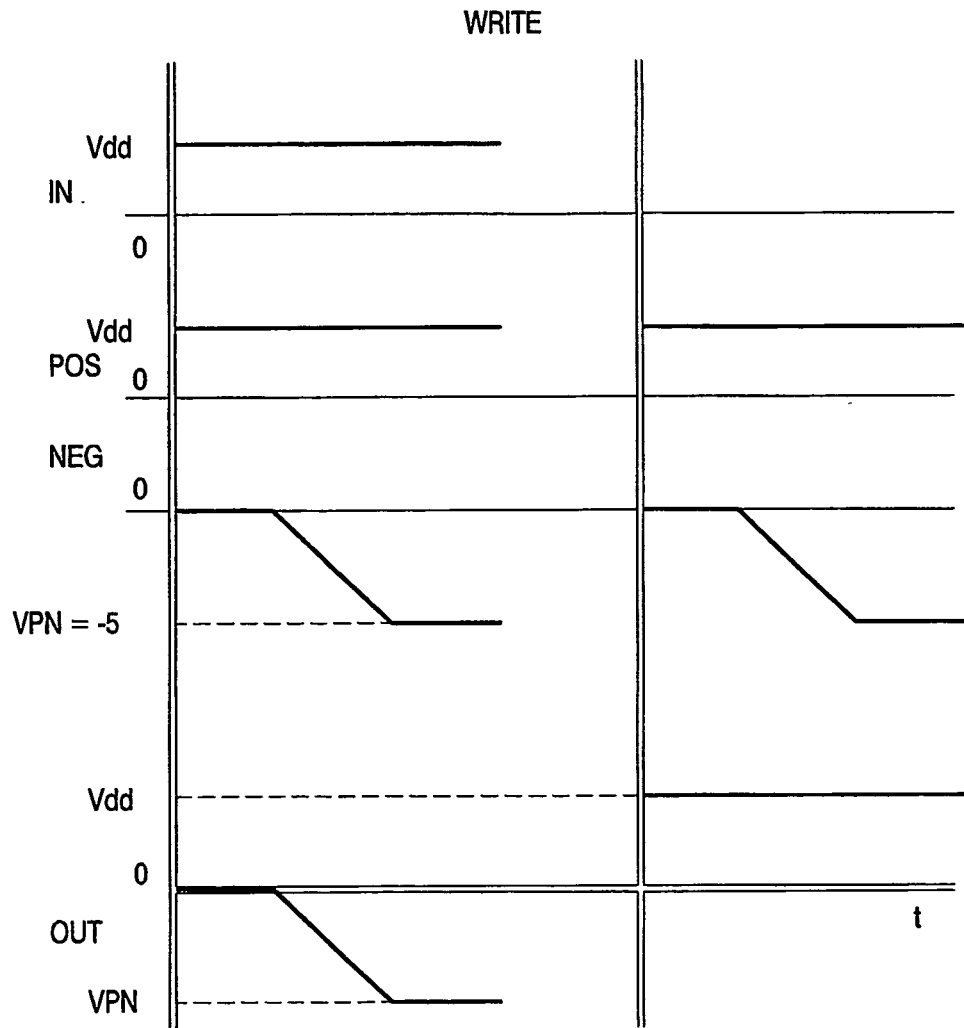 WRITE
Vdd
IN
0
Vdd
POS
0
NEG
0
VPN = -5
Vdd
0
t
OUT
VPN